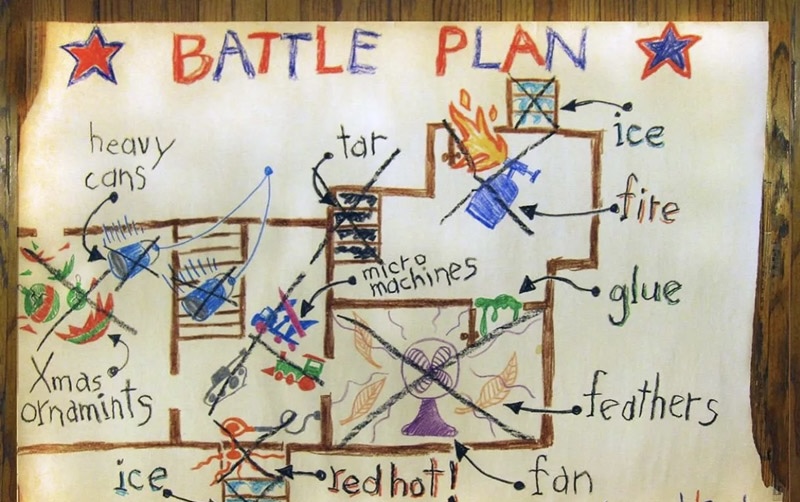 BATTLE PLAN
heavy
cans
tar
ice
fire
micro
machines
glue
Xmas
ornamints
feathers
ice
red hot!
fan